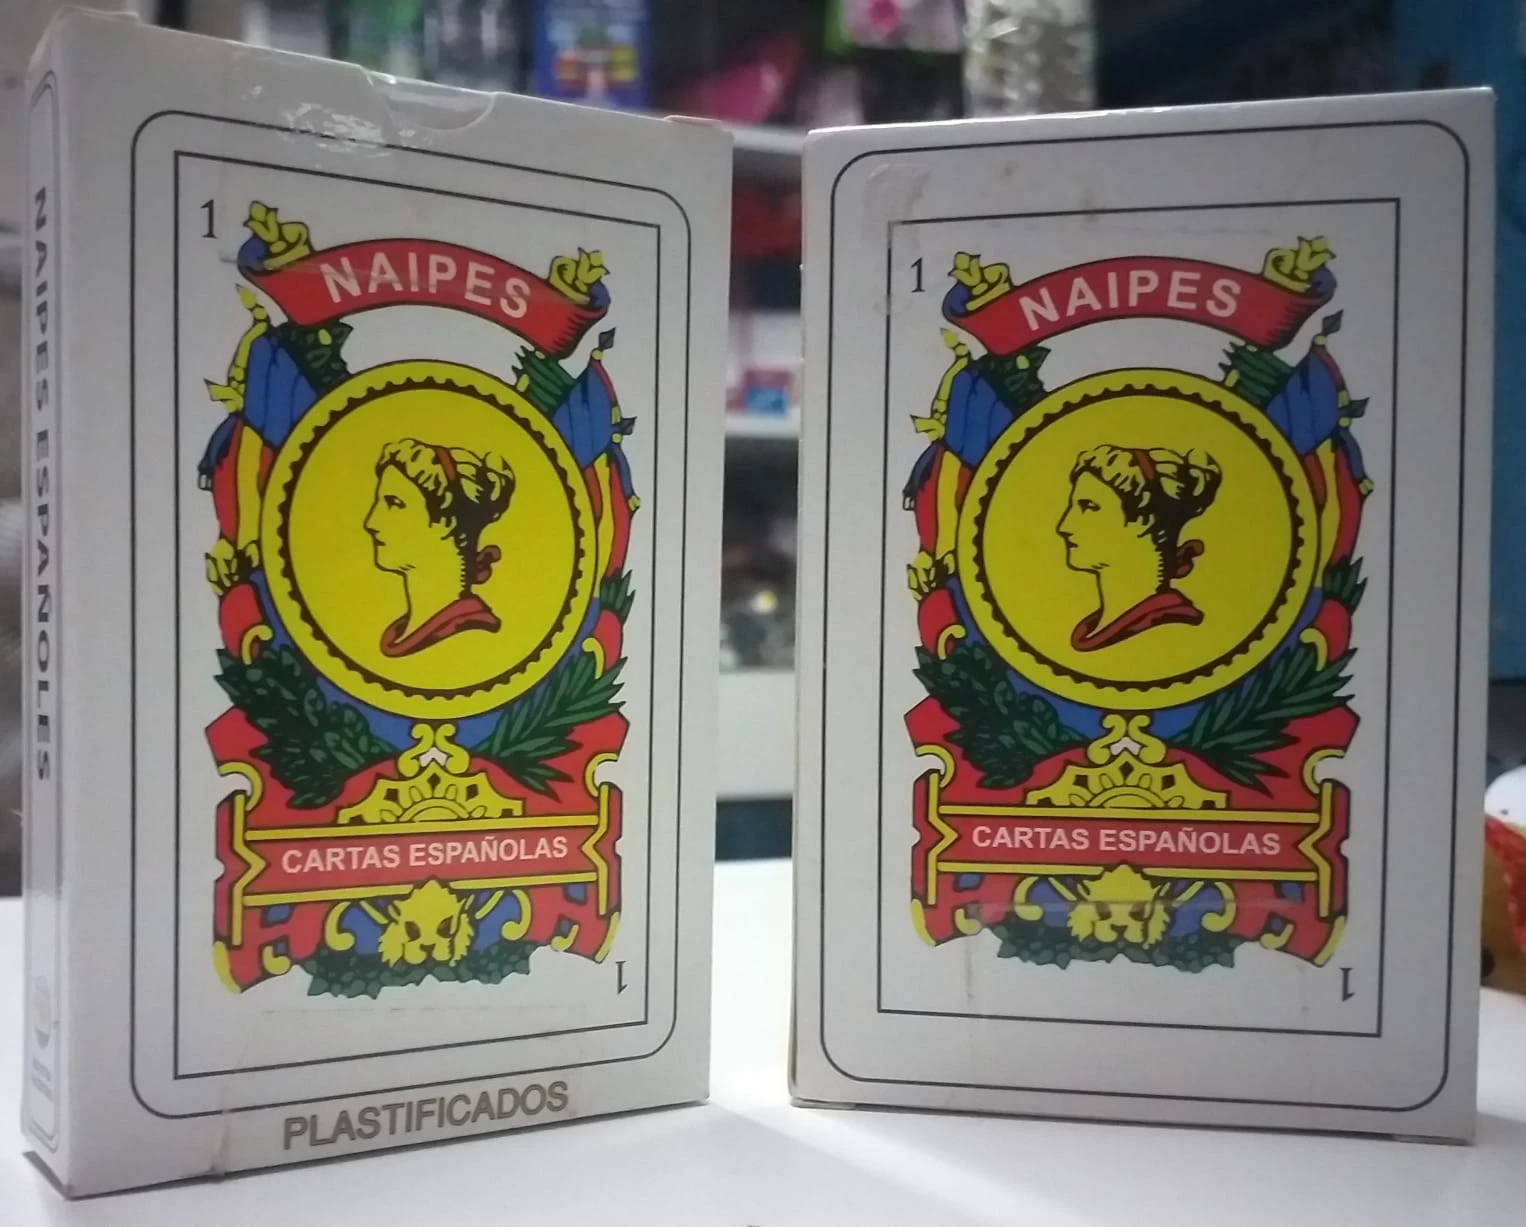 NAIPES ESPAÑOLES
1
NAIPES
CARTAS ESPAÑOLAS
1
PLASTIFICADOS
1
NAIPES
CARTAS ESPAÑOLAS
1